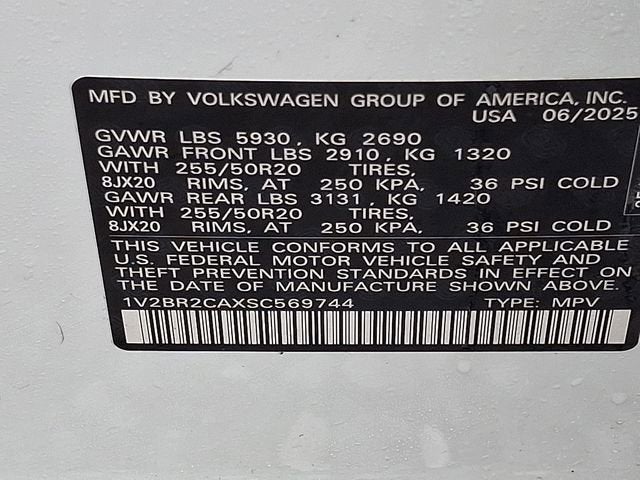 MFD BY VOLKSWAGEN GROUP OF AMERICA, INC.
USA 06/2025
GVWR LBS 5930, KG 2690
GAWR FRONT LBS 2910, KG 1320
WITH 255/50R20 TIRES,
8JX20 RIMS, AT 250 KPA, 36 PSI COLD
GAWR REAR LBS 3131, KG 1420
WITH 255/50R20 TIRES,
8JX20 RIMS, AT 250 KPA, 36 PSI COLD
THIS VEHICLE CONFORMS TO ALL APPLICABLE
U.S. FEDERAL MOTOR VEHICLE SAFETY AND
THEFT PREVENTION STANDARDS IN EFFECT ON
THE DATE OF MANUFACTURE SHOWN ABOVE.
1V2BR2CAXSC569744 TYPE: MPV